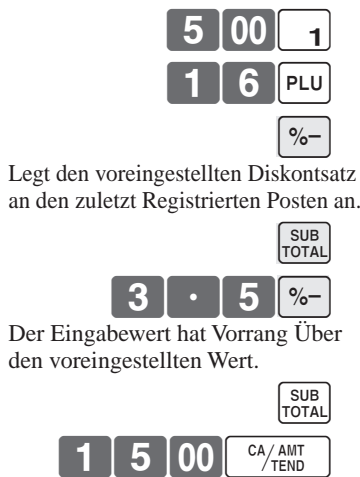 5 00 1
1 6 PLU
%−
Legt den voreingestellten Diskontsatz
an den zuletzt Registrierten Posten an.
SUB
TOTAL
3 · 5 %−
Der Eingabewert hat Vorrang Über
den voreingestellten Wert.
SUB
TOTAL
1 5 00 CA/AMT
TEND